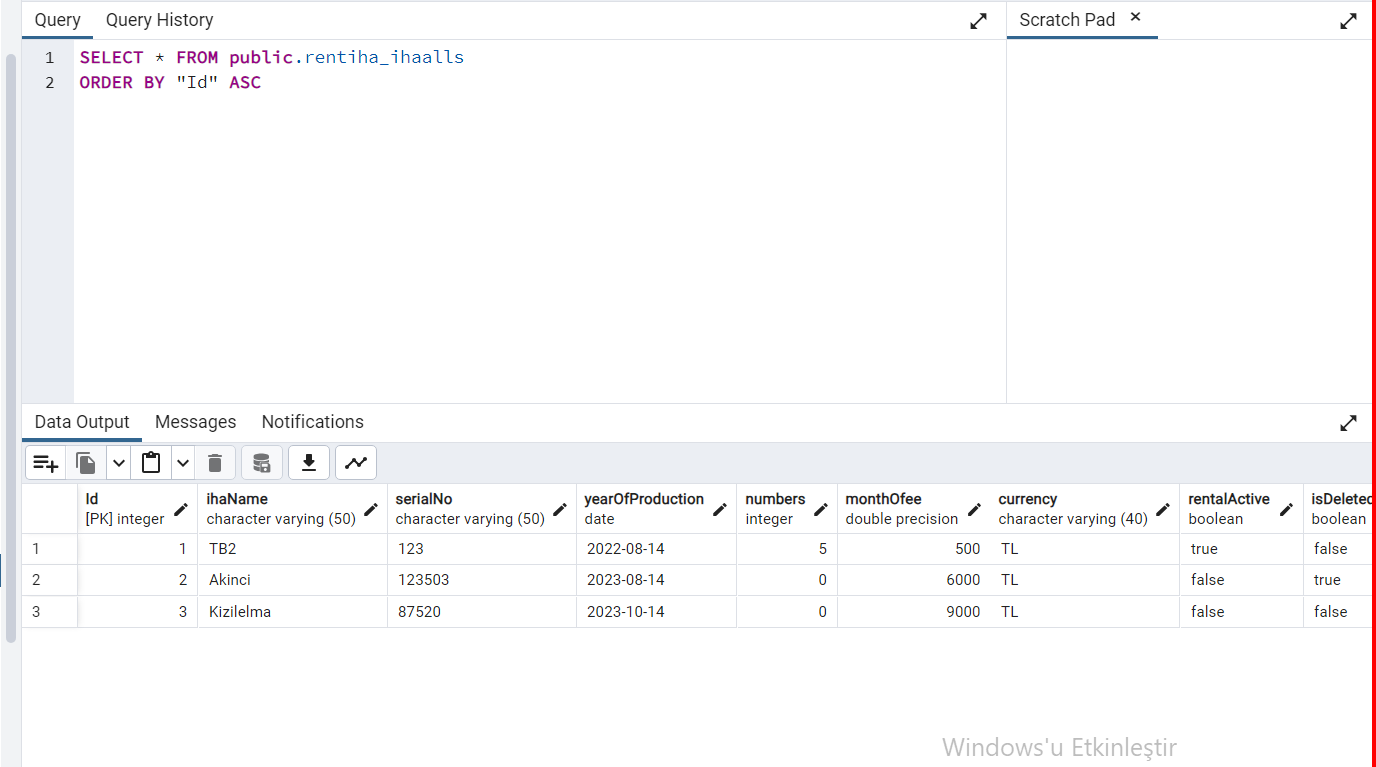 Query Query History Scratch Pad ×
1 SELECT * FROM public.rentiha_ihaalls
2 ORDER BY "Id" ASC
Data Output Messages Notifications
Id ihaName serialNo yearOfProduction numbers monthOfee currency rentalActive isDeleted
[PK] integer character varying (50) character varying (50) date integer double precision character varying (40) boolean boolean
1 1 TB2 123 2022-08-14 5 500 TL true false
2 2 Akinci 123503 2023-08-14 0 6000 TL false true
3 3 Kizilelma 87520 2023-10-14 0 9000 TL false false
Windows'u Etkinleştir